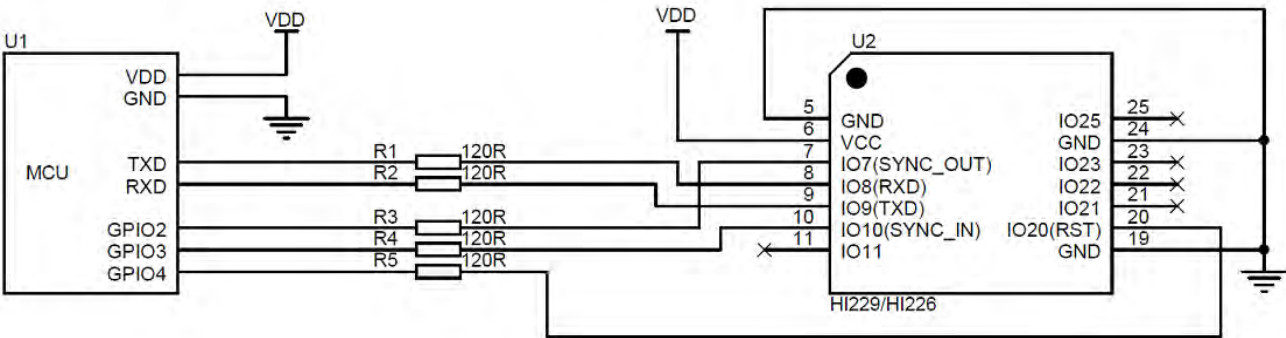 VDD
VDD
U1
U2
VDD
GND
TXD
RXD
MCU
GPIO2
GPIO3
GPIO4
R1 120R
R2 120R
R3 120R
R4 120R
R5 120R
5 GND
6 VCC
7 IO7(SYNC_OUT)
8 IO8(RXD)
9 IO9(TXD)
10 IO10(SYNC_IN)
11 IO11
IO25 25
GND 24
IO23 23
IO22 22
IO21 21
IO20(RST) 20
GND 19
HI229/HI226